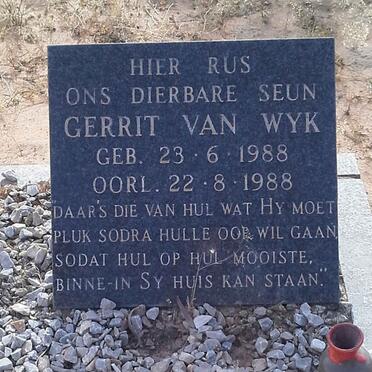 HIER RUS
ONS DIERBARE SEUN
GERRIT VAN WYK
GEB. 23·6·1988
OORL. 22·8·1988
DAAR'S DIE VAN HUL WAT HY MOET
PLUK SODRA HULLE OOP WIL GAAN
SODAT HUL OP HUL MOOISTE,
BINNE-IN SY HUIS KAN STAAN."